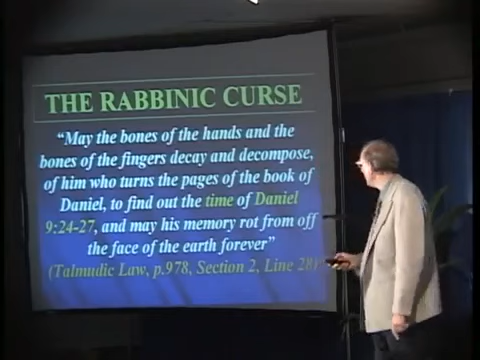 THE RABBINIC CURSE
“May the bones of the hands and the
bones of the fingers decay and decompose,
of him who turns the pages of the book of
Daniel, to find out the time of Daniel
9:24-27, and may his memory rot from off
the face of the earth forever”
(Talmudic Law, p.978, Section 2, Line 28)